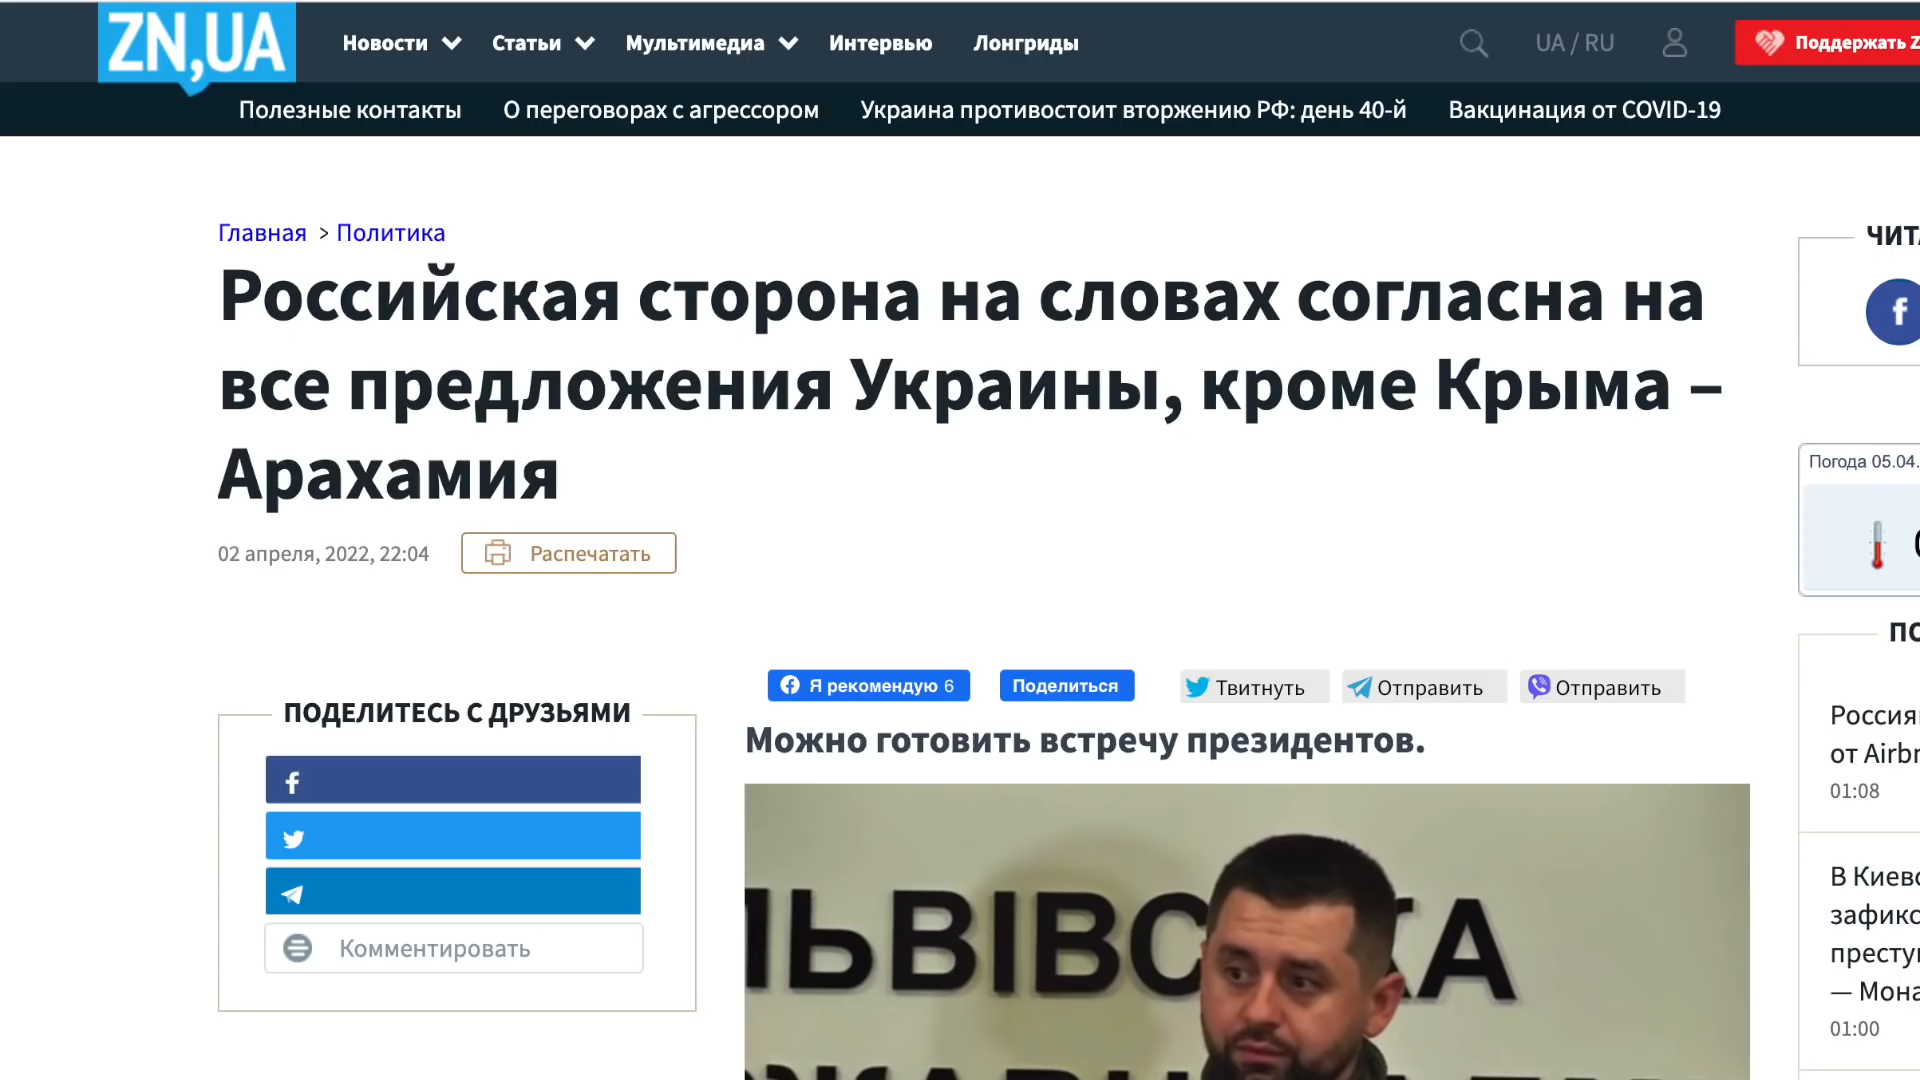 ZN,UA
Новости
Статьи
Мультимедиа
Интервью
Лонгриды
UA / RU
Поддержать Z
Полезные контакты
О переговорах с агрессором
Украина противостоит вторжению РФ: день 40-й
Вакцинация от COVID-19
Главная > Политика
Российская сторона на словах согласна на
все предложения Украины, кроме Крыма –
Арахамия
02 апреля, 2022, 22:04
Распечатать
ПОДЕЛИТЕСЬ С ДРУЗЬЯМИ
Комментировать
Я рекомендую 6
Поделиться
Твитнуть
Отправить
Отправить
Можно готовить встречу президентов.
ЛЬВІВСЬКА
Погода 05.04.
Россия
от Airb
01:08
В Киев
зафикс
престу
— Мона
01:00